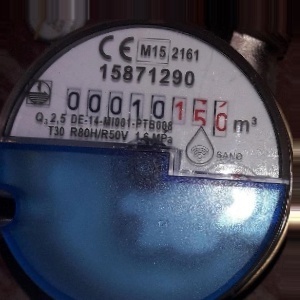 CE M15 2161
15871290
00010150 m³
Q₃ 2,5 DE-14-MI001-PTB008
T30 R80H/R50V 1,6 MPa
SANO